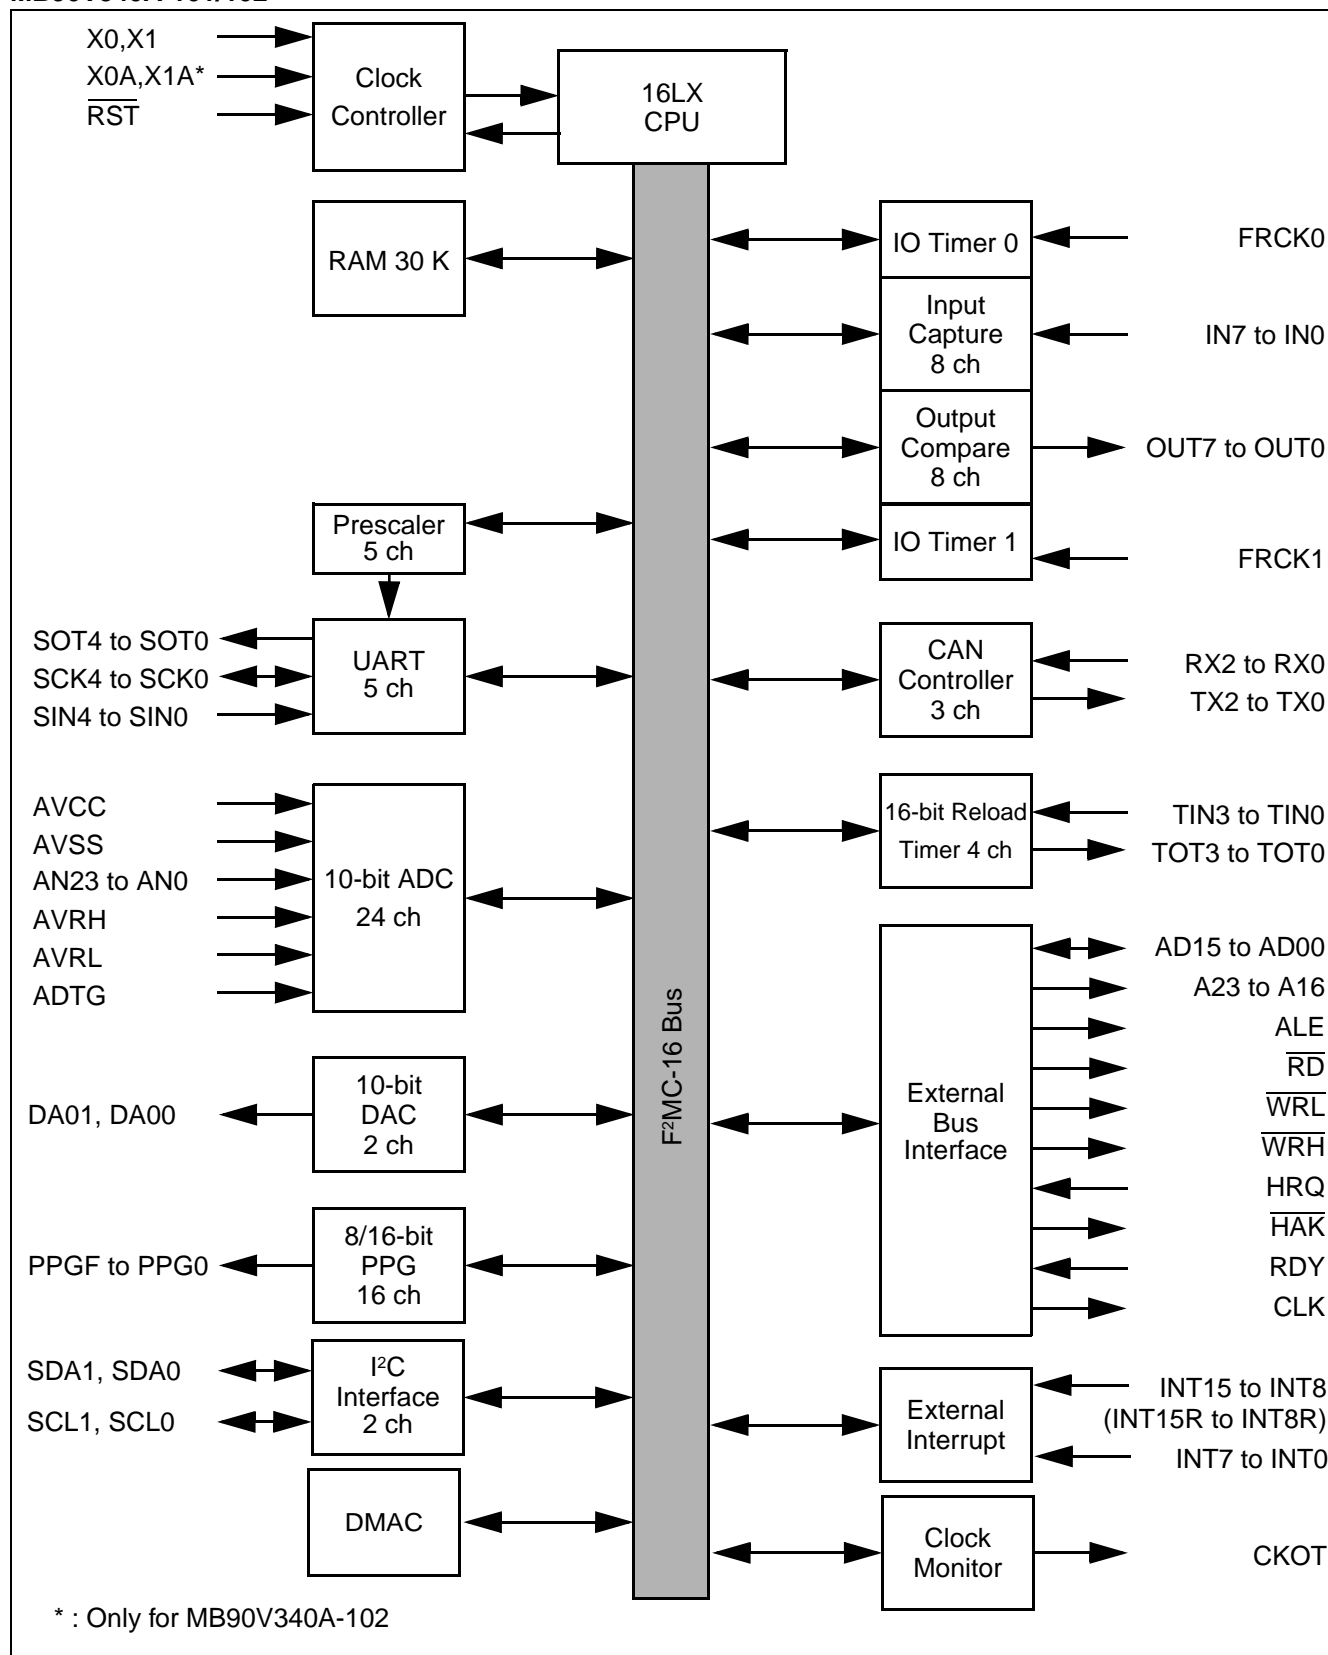 X0,X1
X0A,X1A*
RST
Clock
Controller
16LX
CPU
RAM 30 K
IO Timer 0
FRCK0
Input
Capture
8 ch
IN7 to IN0
Output
Compare
8 ch
OUT7 to OUT0
Prescaler
5 ch
IO Timer 1
FRCK1
SOT4 to SOT0
SCK4 to SCK0
SIN4 to SIN0
UART
5 ch
CAN
Controller
3 ch
RX2 to RX0
TX2 to TX0
AVCC
AVSS
AN23 to AN0
AVRH
AVRL
ADTG
10-bit ADC
24 ch
16-bit Reload
Timer 4 ch
TIN3 to TIN0
TOT3 to TOT0
F²MC-16 Bus
External
Bus
Interface
AD15 to AD00
A23 to A16
ALE
RD
WRL
WRH
HRQ
HAK
RDY
CLK
DA01, DA00
10-bit
DAC
2 ch
PPGF to PPG0
8/16-bit
PPG
16 ch
SDA1, SDA0
SCL1, SCL0
I²C
Interface
2 ch
External
Interrupt
INT15 to INT8
(INT15R to INT8R)
INT7 to INT0
DMAC
Clock
Monitor
CKOT
* : Only for MB90V340A-102